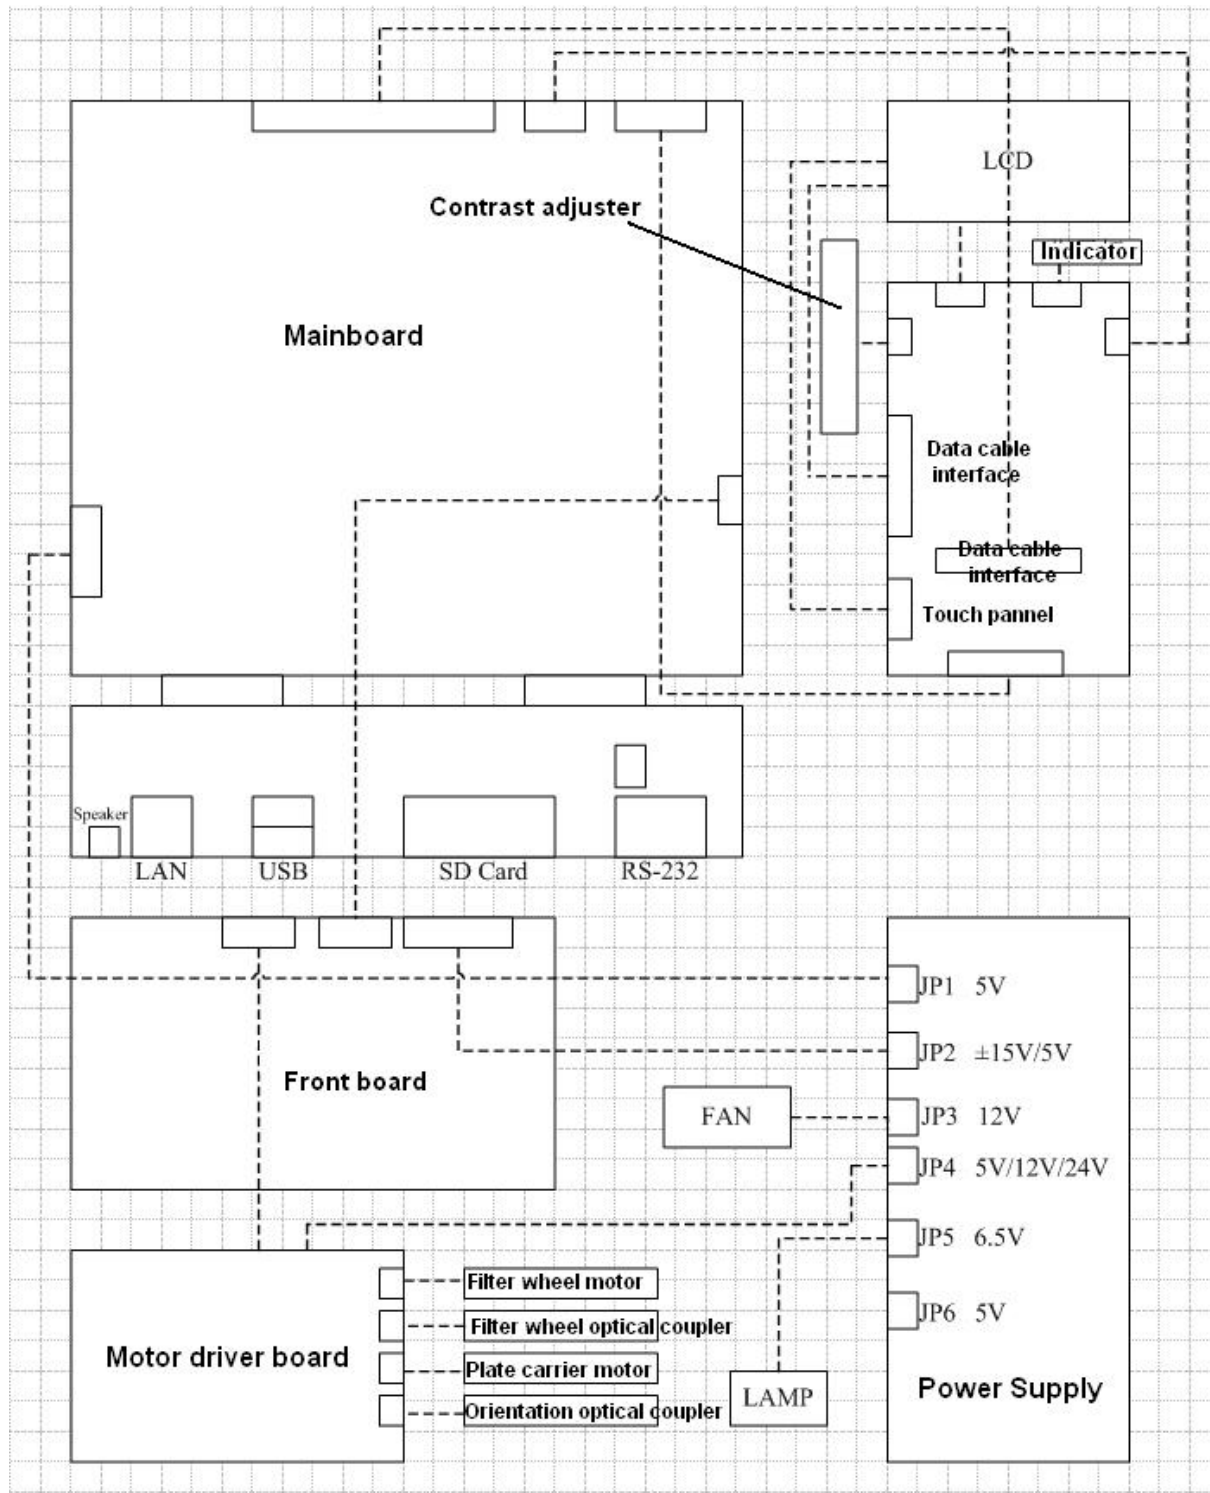 LCD
Contrast adjuster
Indicator
Mainboard
Data cable
interface
Data cable
interface
Touch pannel
Speaker
LAN
USB
SD Card
RS-232
JP1 5V
JP2 ±15V/5V
Front board
FAN
JP3 12V
JP4 5V/12V/24V
JP5 6.5V
Filter wheel motor
JP6 5V
Filter wheel optical coupler
Motor driver board
Plate carrier motor
Power Supply
LAMP
Orientation optical coupler